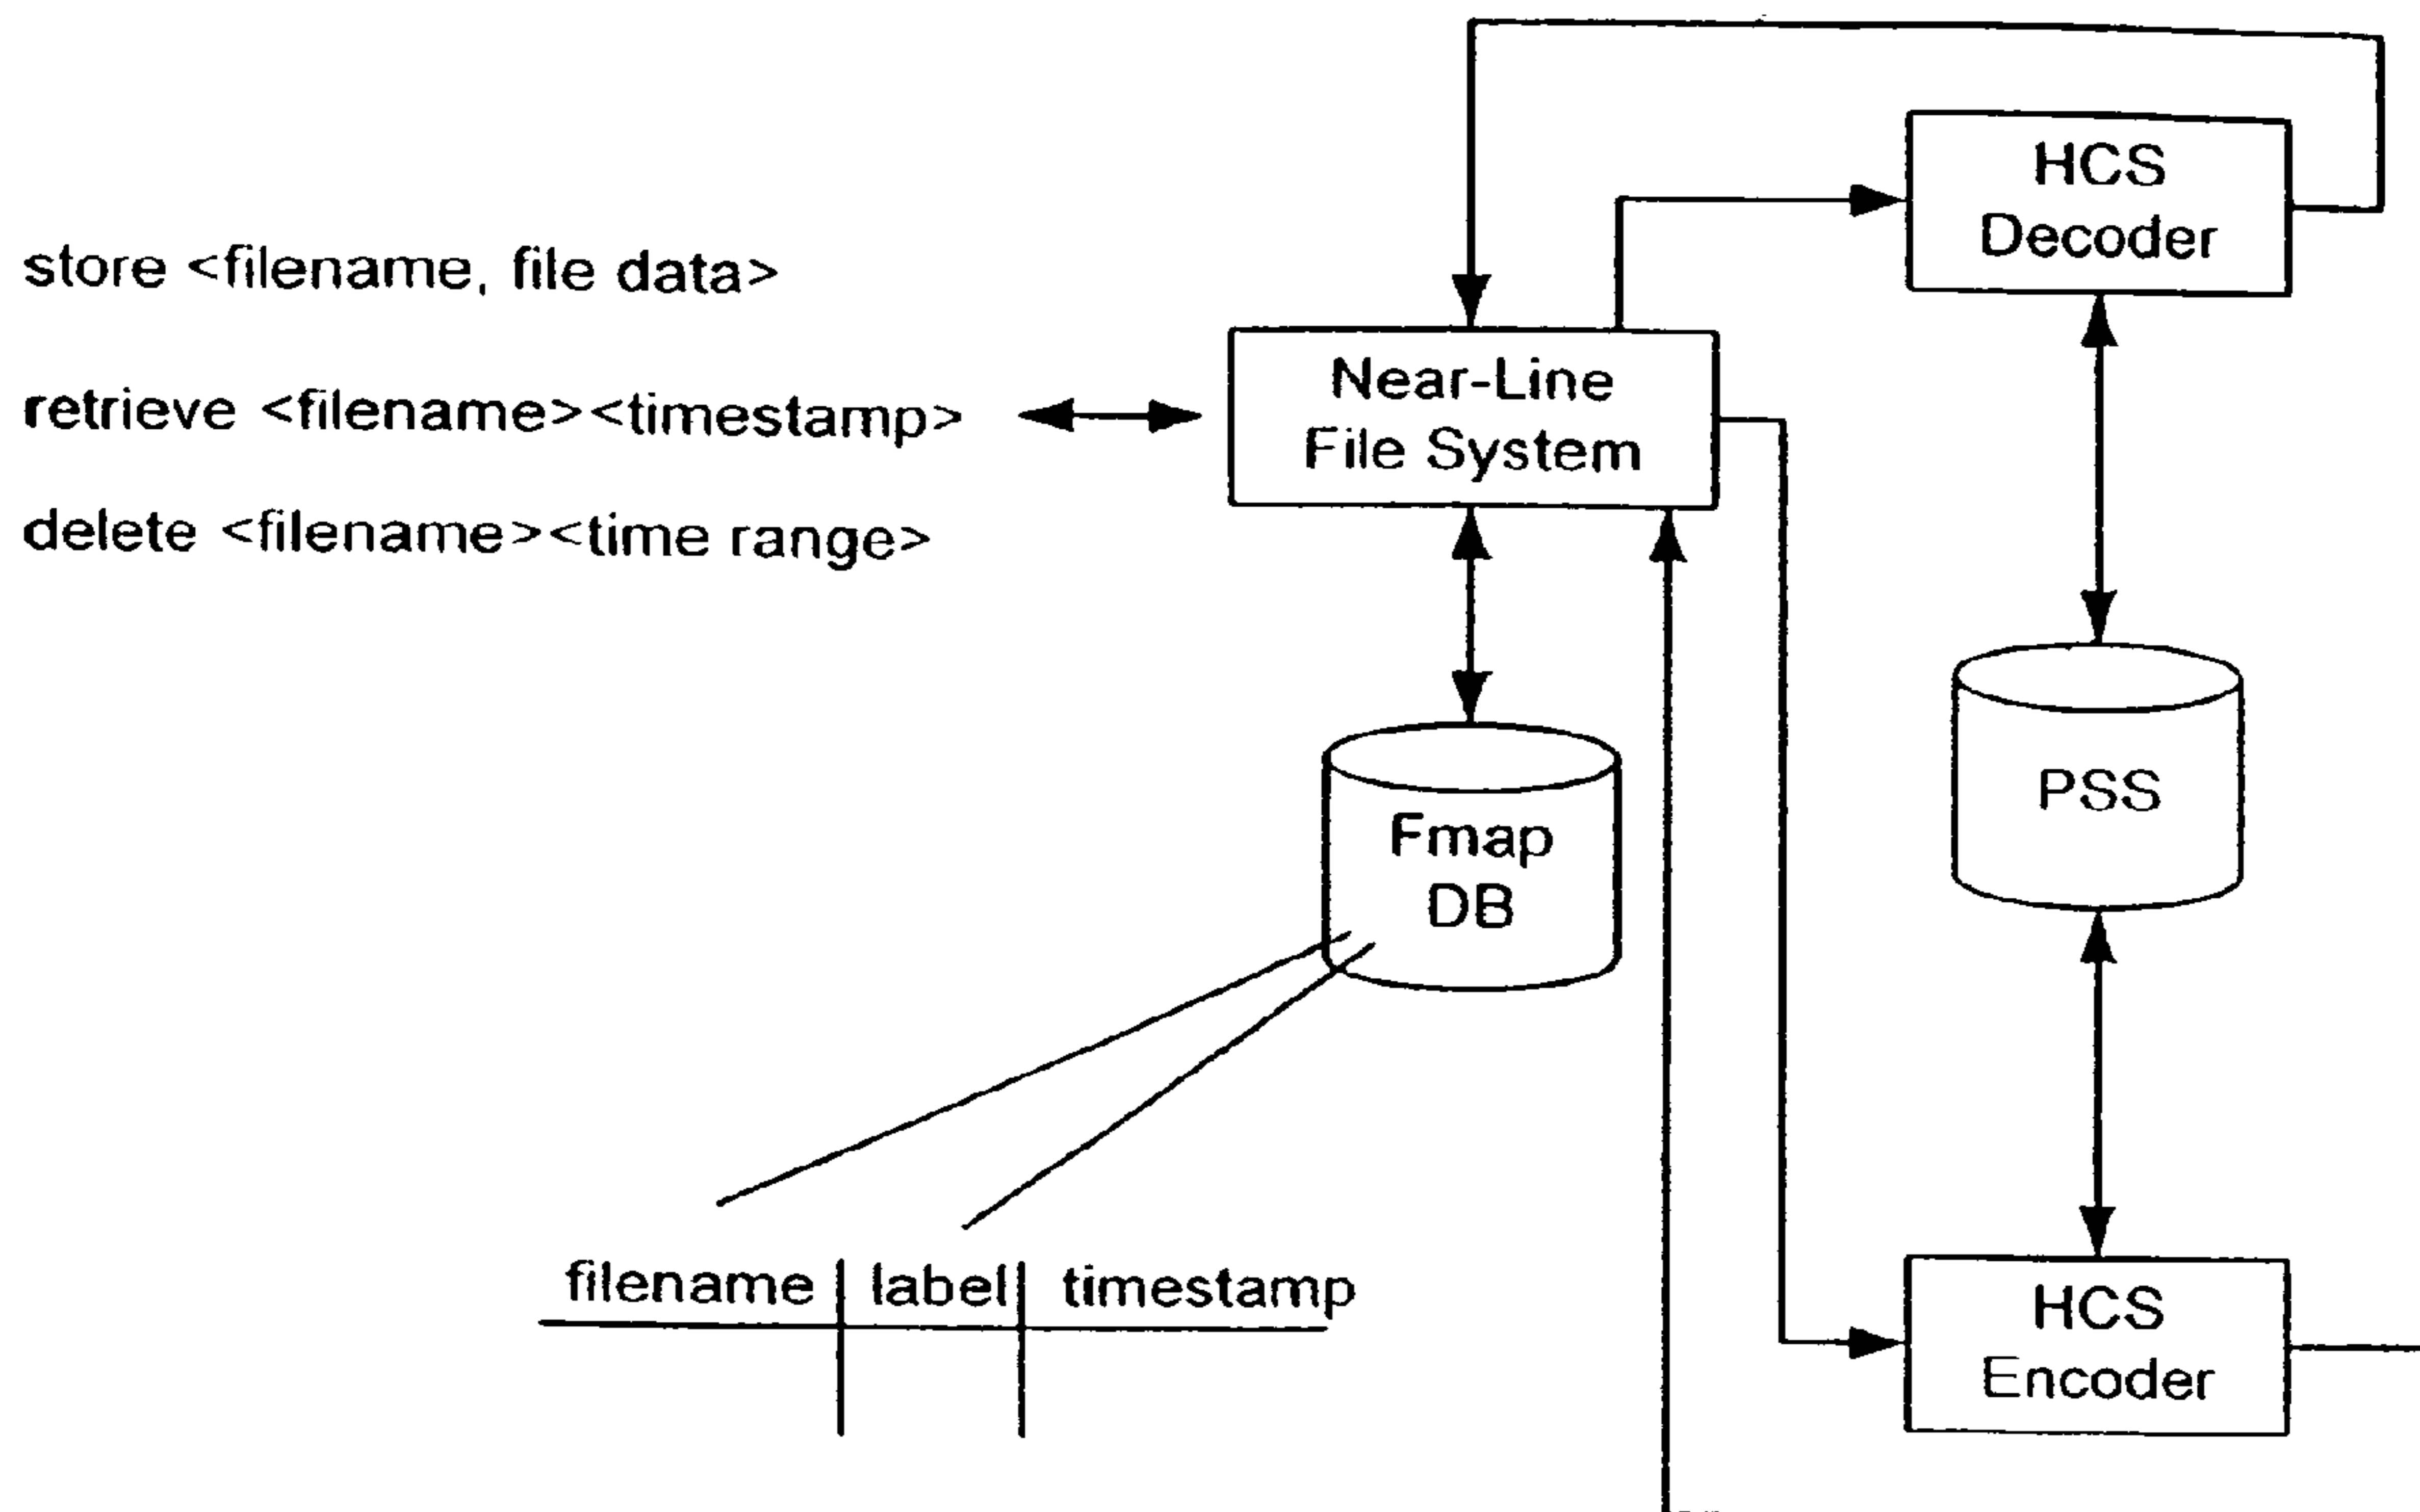 HCS
Decoder
store <filename, file data>
retrieve <filename><timestamp>
delete <filename><time range>
Near-Line
File System
PSS
Fmap
DB
filename label timestamp
HCS
Encoder